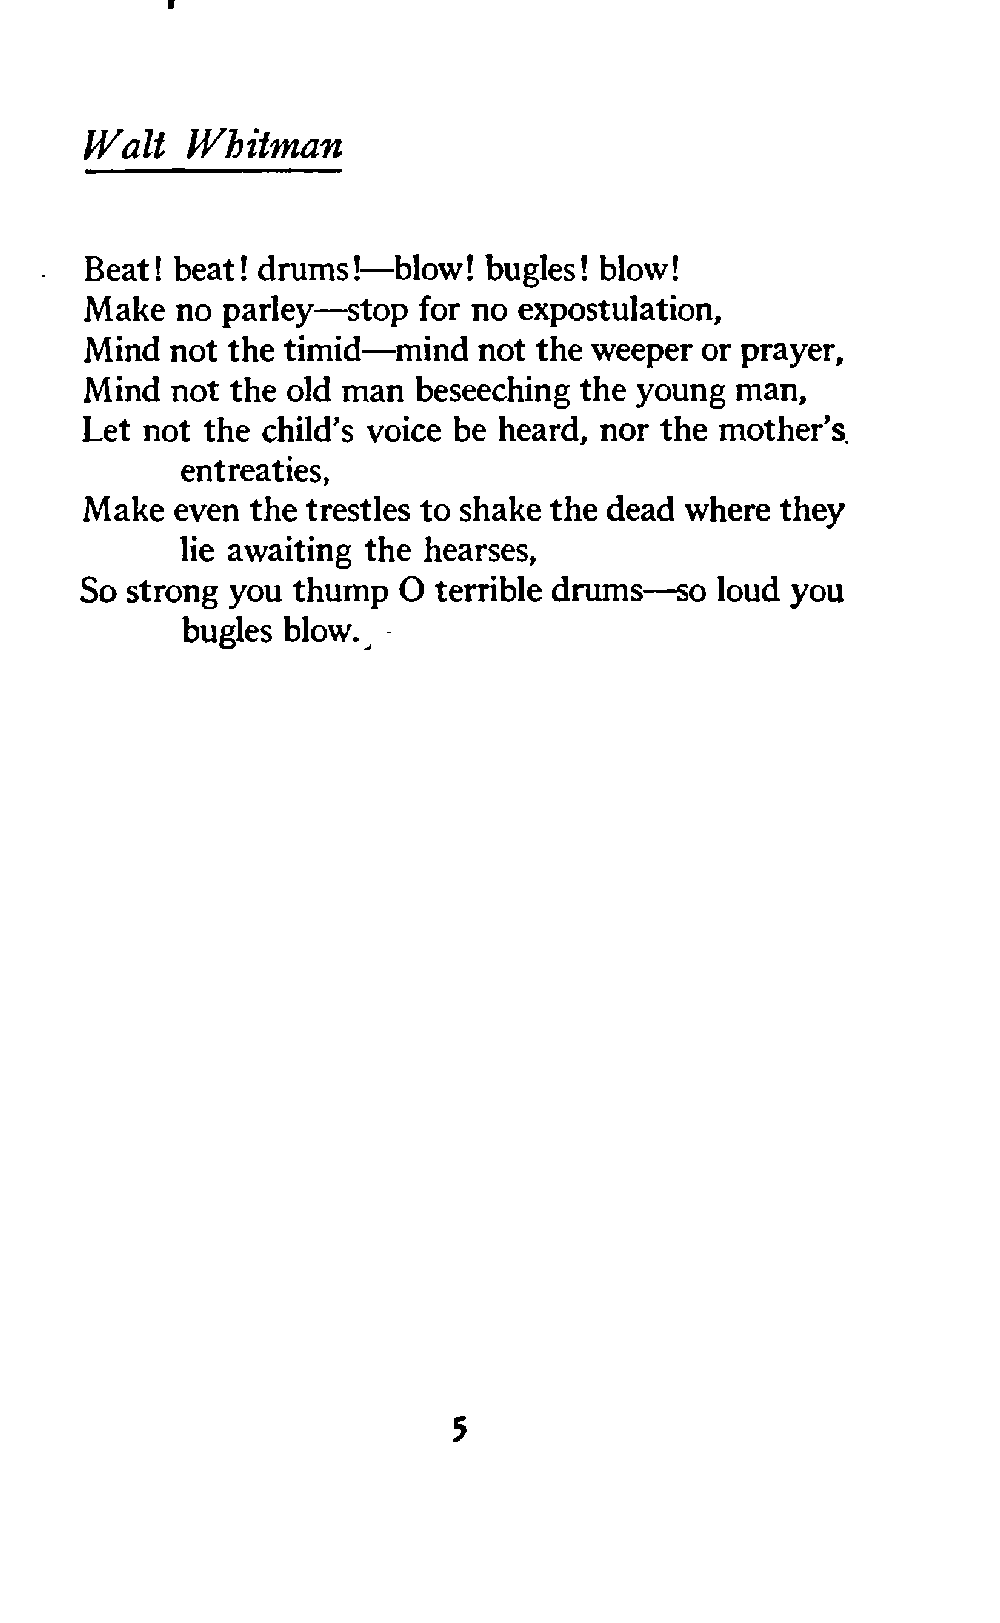 Walt Whitman
Beat! beat! drums!—blow! bugles! blow!
Make no parley—stop for no expostulation,
Mind not the timid—mind not the weeper or prayer,
Mind not the old man beseeching the young man,
Let not the child's voice be heard, nor the mother's
entreaties,
Make even the trestles to shake the dead where they
lie awaiting the hearses,
So strong you thump O terrible drums—so loud you
bugles blow.
5